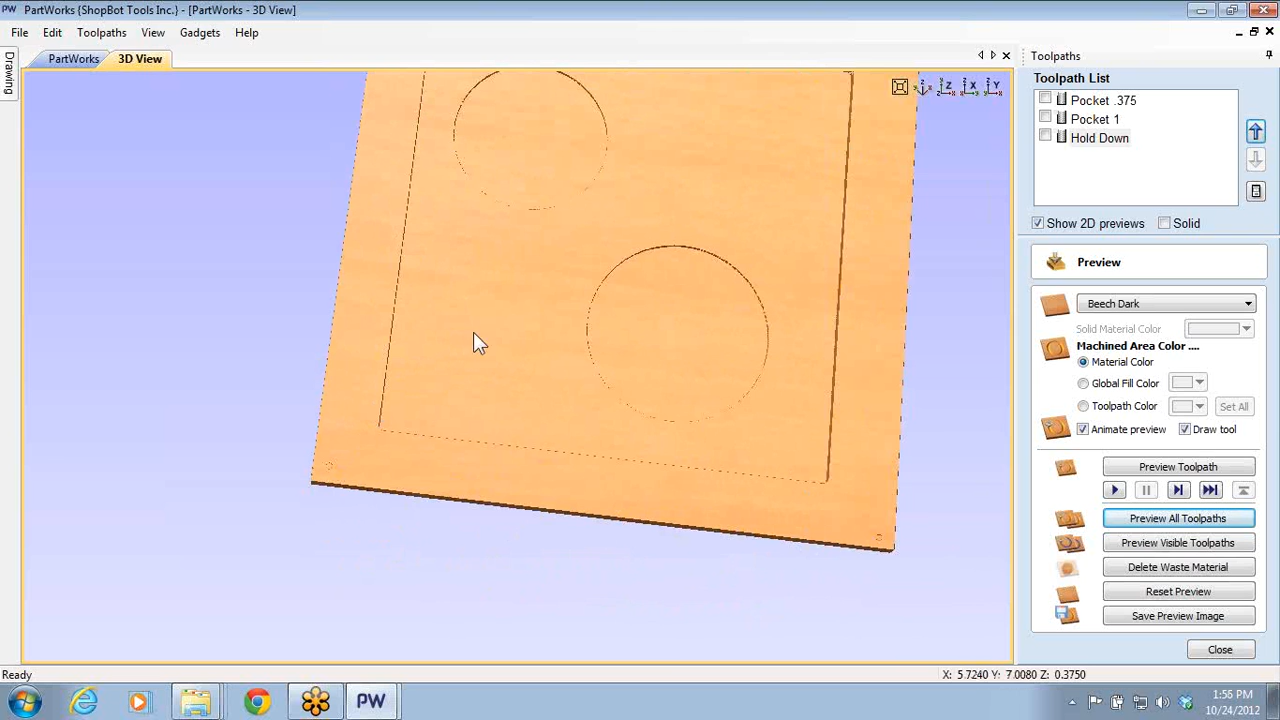 PW PartWorks {ShopBot Tools Inc.} - [PartWorks - 3D View]
File Edit Toolpaths View Gadgets Help
Drawing
PartWorks 3D View
Toolpaths
Toolpath List
Pocket .375
Pocket 1
Hold Down
Show 2D previews Solid
Preview
Beech Dark
Solid Material Color
Machined Area Color ....
Material Color
Global Fill Color
Toolpath Color Set All
Animate preview Draw tool
Preview Toolpath
Preview All Toolpaths
Preview Visible Toolpaths
Delete Waste Material
Reset Preview
Save Preview Image
Close
Ready X: 5.7240 Y: 7.0080 Z: 0.3750
PW
1:56 PM
10/24/2012